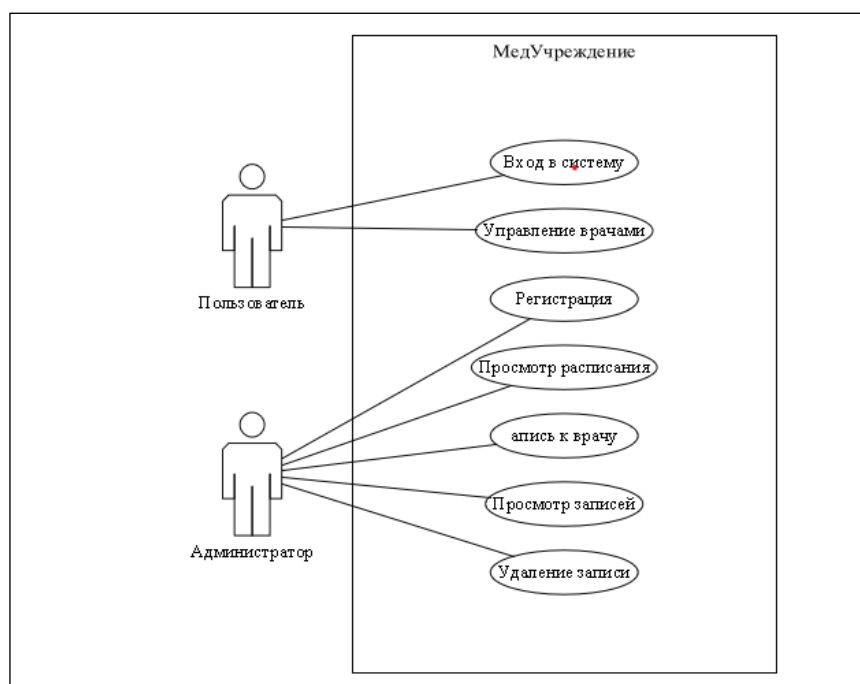 МедУчреждение
Вход в систему
Управление врачами
Пользователь
Регистрация
Просмотр расписания
апись к врачу
Просмотр записей
Администратор
Удаление записи